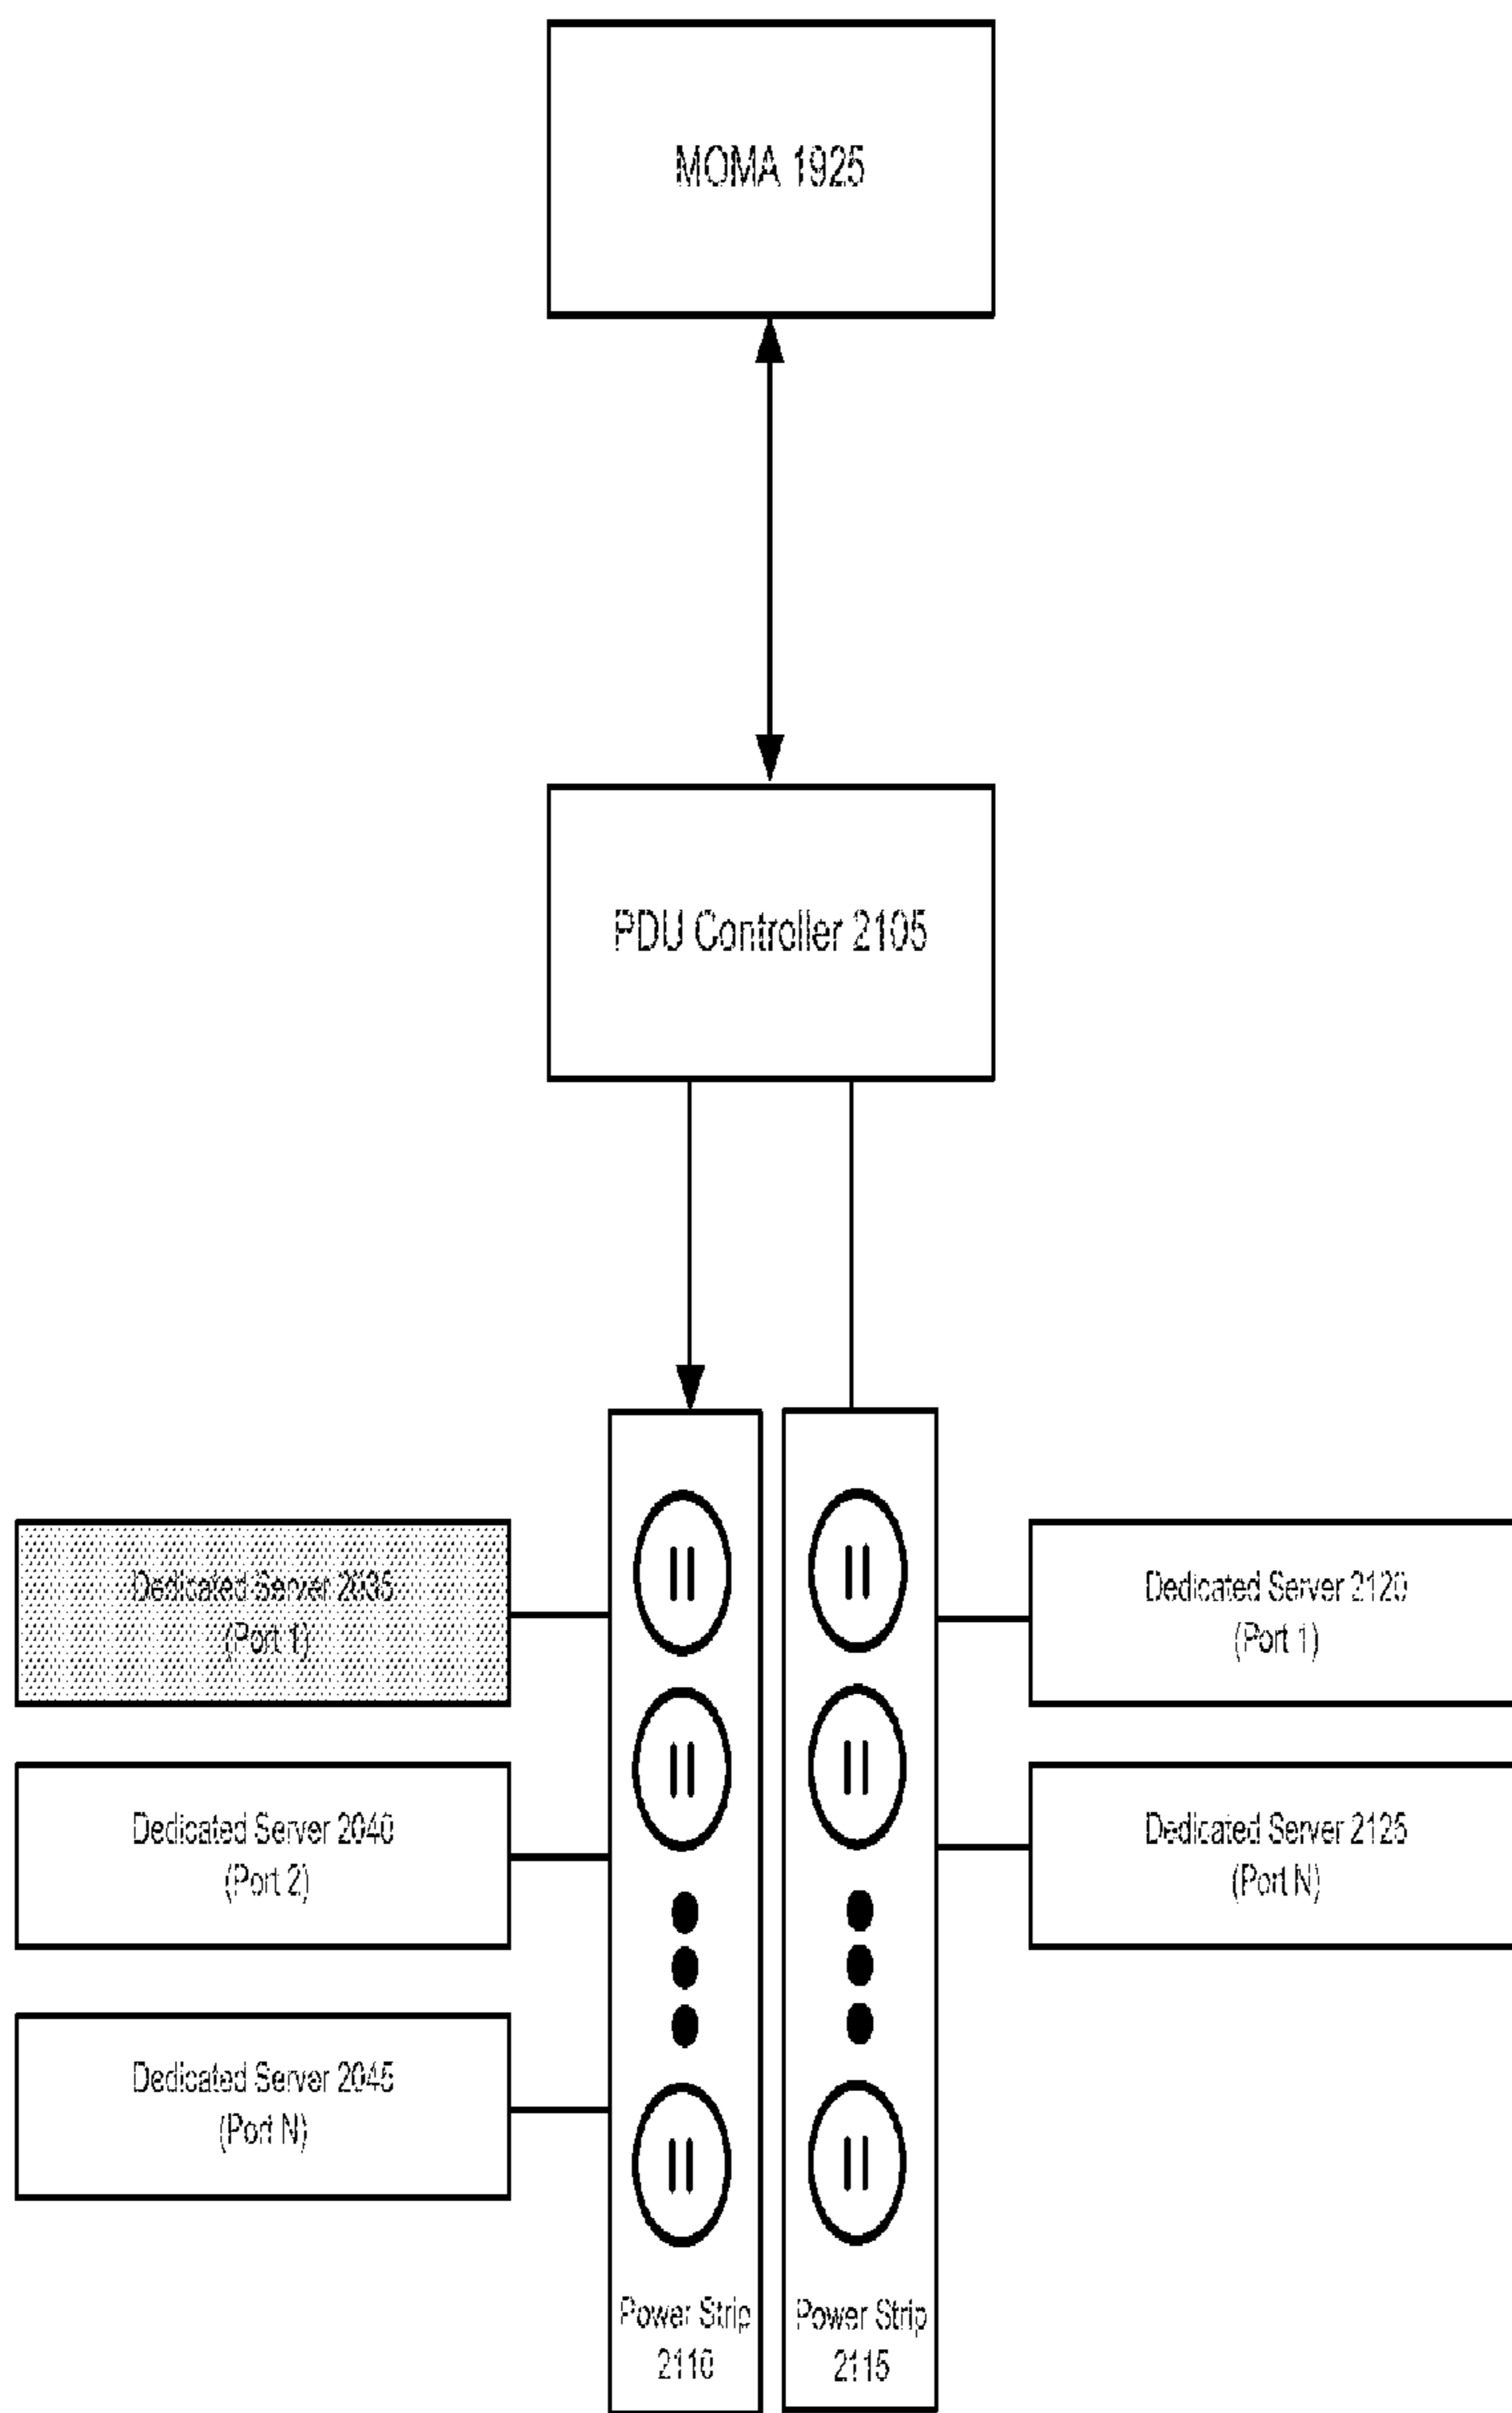 MOMA 1925
PDU Controller 2105
Dedicated Server 2035
(Port 1)
Dedicated Server 2120
(Port 1)
Dedicated Server 2040
(Port 2)
Dedicated Server 2125
(Port N)
Dedicated Server 2045
(Port N)
Power Strip
2110
Power Strip
2115